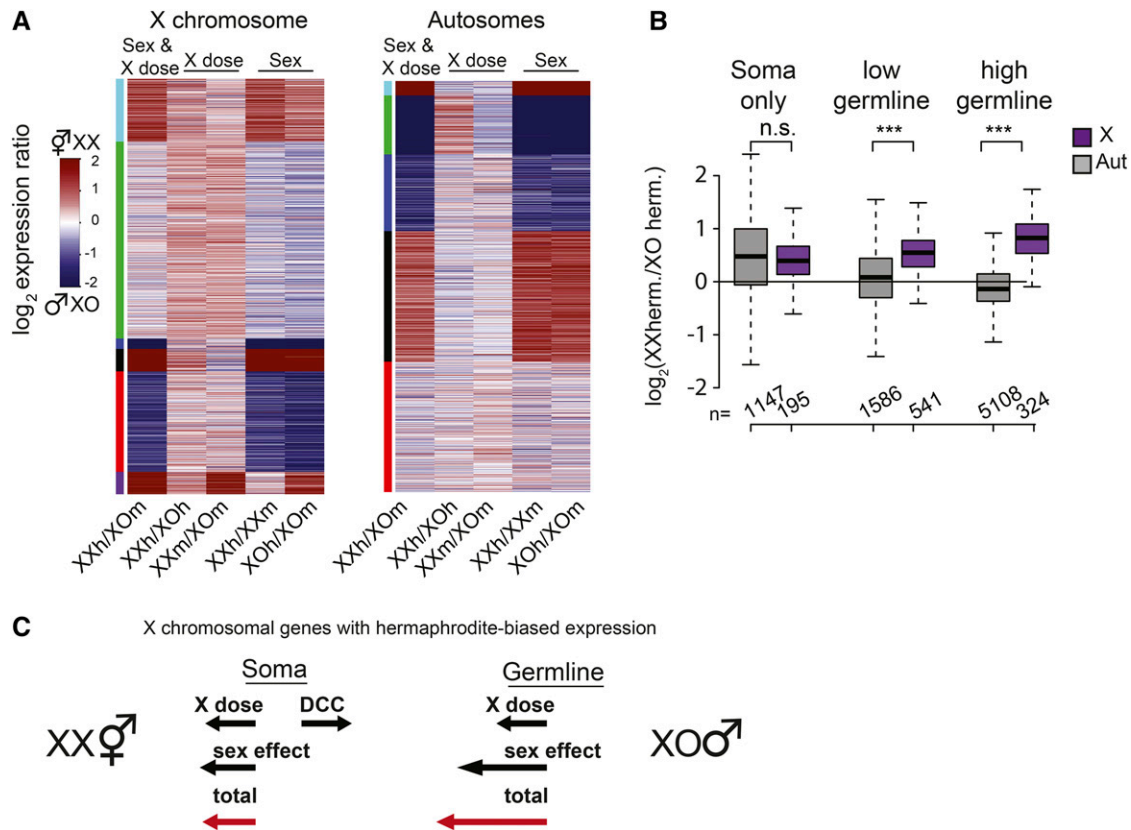 A
X chromosome
Autosomes
Sex & X dose
X dose
Sex
Sex & X dose
X dose
Sex
log2 expression ratio
⚥XX
2
1
0
-1
-2
♂XO
XXh/XOm
XXh/XOh
XXm/XOm
XXh/XXm
XOh/XOm
XXh/XOm
XXh/XOh
XXm/XOm
XXh/XXm
XOh/XOm
B
Soma only
low germline
high germline
n.s.
***
***
X
Aut
log2(XXherm./XO herm.)
2
1
0
-1
-2
n=
1147
195
1586
541
5108
324
C
X chromosomal genes with hermaphrodite-biased expression
Soma
Germline
X dose
DCC
X dose
XX⚥
sex effect
sex effect
XO♂
total
total